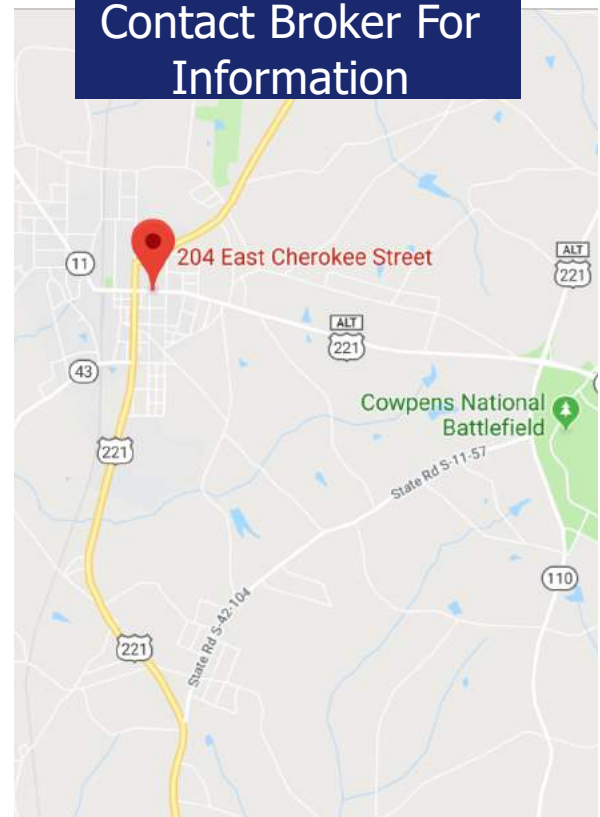 Contact Broker For
Information
204 East Cherokee Street
11
ALT
221
ALT
221
43
Cowpens National
Battlefield
221
State Rd S-11-57
110
State Rd S-42-104
221